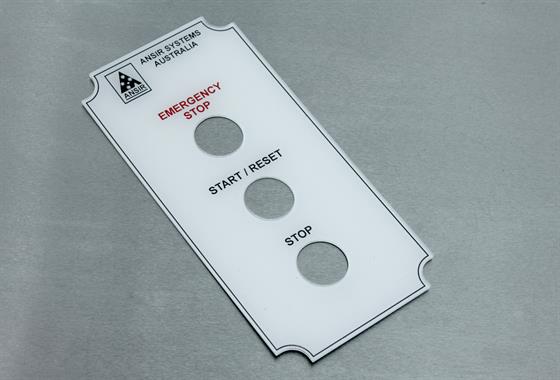 ANSIR SYSTEMS
AUSTRALIA
ANSIR
EMERGENCY
STOP
START / RESET
STOP